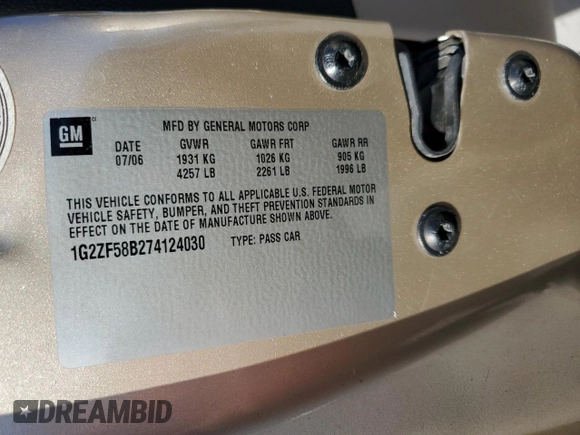 MFD BY GENERAL MOTORS CORP
GM
DATE GVWR GAWR FRT GAWR RR
07/06 1931 KG 1026 KG 905 KG
4257 LB 2261 LB 1996 LB
THIS VEHICLE CONFORMS TO ALL APPLICABLE U.S. FEDERAL MOTOR
VEHICLE SAFETY, BUMPER, AND THEFT PREVENTION STANDARDS IN
EFFECT ON THE DATE OF MANUFACTURE SHOWN ABOVE.
1G2ZF58B274124030 TYPE: PASS CAR
DREAMBID